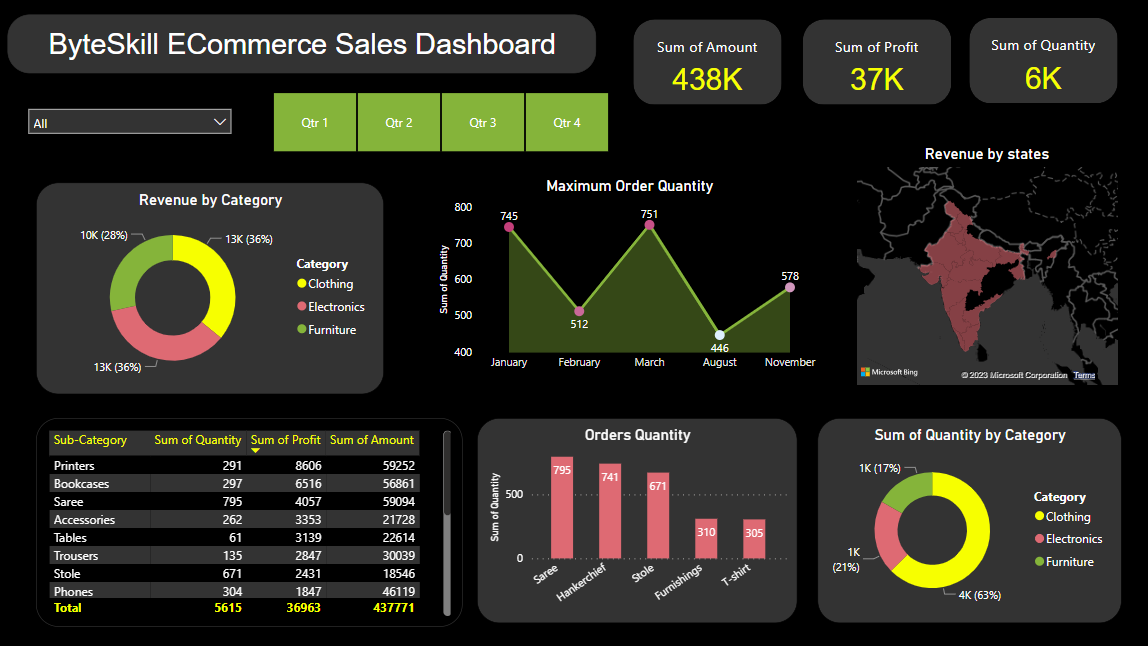 ByteSkill ECommerce Sales Dashboard
Sum of Amount
438K
Sum of Profit
37K
Sum of Quantity
6K
All
Qtr 1
Qtr 2
Qtr 3
Qtr 4
Revenue by Category
10K (28%)
13K (36%)
13K (36%)
Category
Clothing
Electronics
Furniture
Maximum Order Quantity
Sum of Quantity
800
700
600
500
400
745
512
751
446
578
January
February
March
August
November
Revenue by states
Microsoft Bing
© 2023 Microsoft Corporation Terms
Sub-Category Sum of Quantity Sum of Profit Sum of Amount
Printers 291 8606 59252
Bookcases 297 6516 56861
Saree 795 4057 59094
Accessories 262 3353 21728
Tables 61 3139 22614
Trousers 135 2847 30039
Stole 671 2431 18546
Phones 304 1847 46119
Total 5615 36963 437771
Orders Quantity
Sum of Quantity
500
0
795
741
671
310
305
Saree
Hankerchief
Stole
Furnishings
T-shirt
Sum of Quantity by Category
1K (17%)
1K
(21%)
4K (63%)
Category
Clothing
Electronics
Furniture